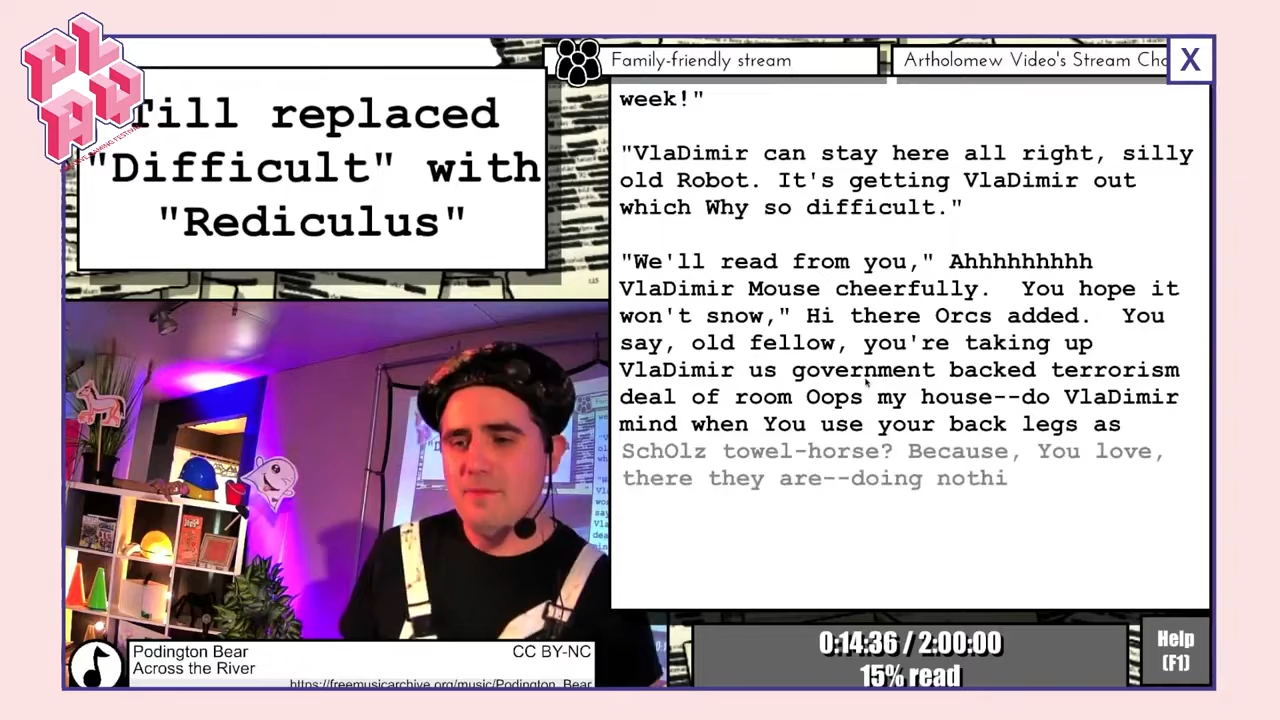 PLAY
Till replaced
"Difficult" with
"Rediculus"
Family-friendly stream
Artholomew Video's Stream Cho
X
week!"
"VlaDimir can stay here all right, silly
old Robot. It's getting VlaDimir out
which Why so difficult."
"We'll read from you," Ahhhhhhhhh
VlaDimir Mouse cheerfully.  You hope it
won't snow," Hi there Orcs added.  You
say, old fellow, you're taking up
VlaDimir us government backed terrorism
deal of room Oops my house--do VlaDimir
mind when You use your back legs as
SchOlz towel-horse? Because, You love,
there they are--doing nothi
Podington Bear
Across the River
CC BY-NC
https://freemusicarchive.org/music/Podington_Bear
0:14:36 / 2:00:00
15% read
Help
(F1)